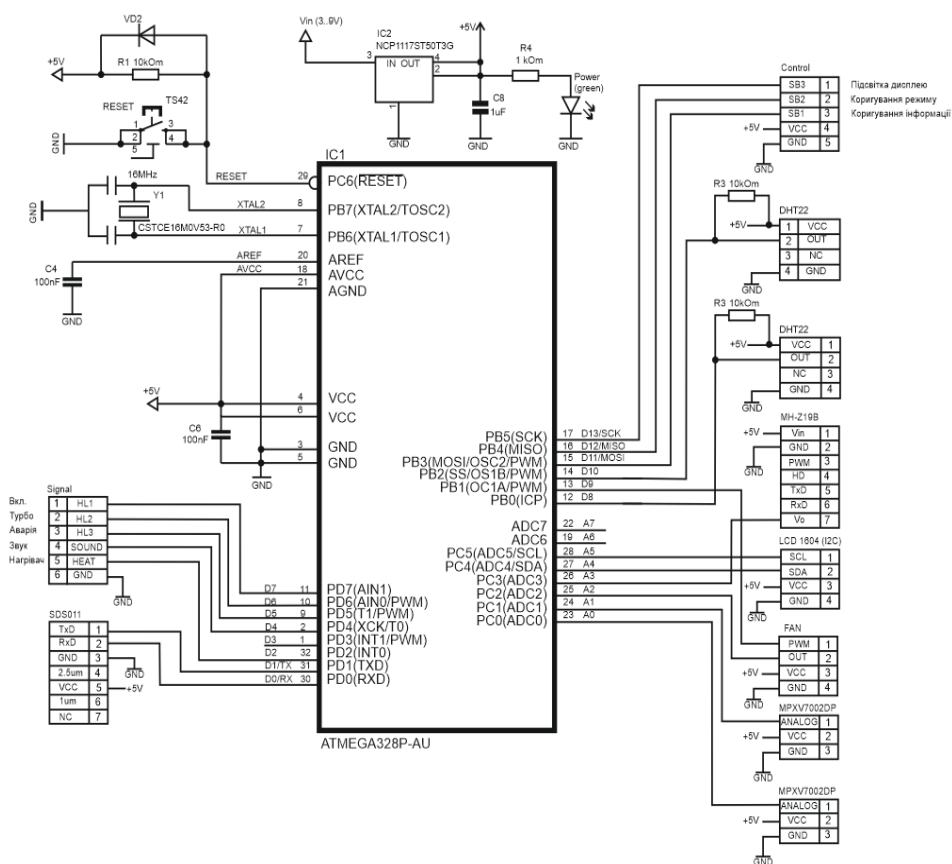 VD2
+5V
R1 10kOm
RESET
TS42
1
2
5
3
4
GND
GND
16MHz
Y1
CSTCE16M0V53-R0
GND
RESET
XTAL2
XTAL1
AREF
AVCC
C4
100nF
GND
+5V
C6
100nF
GND
Vin (3..9V)
IC2
NCP1117ST50T3G
3
IN OUT
4
2
1
GND
+5V
C8
1uF
GND
R4
1 kOm
Power
(green)
GND
IC1
29 PC6(RESET)
8 PB7(XTAL2/TOSC2)
7 PB6(XTAL1/TOSC1)
20 AREF
18 AVCC
21 AGND
4 VCC
6 VCC
3 GND
5 GND
D7 11 PD7(AIN1)
D6 10 PD6(AIN0/PWM)
D5 9 PD5(T1/PWM)
D4 2 PD4(XCK/T0)
D3 1 PD3(INT1/PWM)
D2 32 PD2(INT0)
D1/TX 31 PD1(TXD)
D0/RX 30 PD0(RXD)
PB5(SCK) 17 D13/SCK
PB4(MISO) 16 D12/MISO
PB3(MOSI/OSC2/PWM) 15 D11/MOSI
PB2(SS/OS1B/PWM) 14 D10
PB1(OC1A/PWM) 13 D9
PB0(ICP) 12 D8
ADC7 22 A7
ADC6 19 A6
PC5(ADC5/SCL) 28 A5
PC4(ADC4/SDA) 27 A4
PC3(ADC3) 26 A3
PC2(ADC2) 25 A2
PC1(ADC1) 24 A1
PC0(ADC0) 23 A0
ATMEGA328P-AU
Signal
Вкл. 1 HL1
Турбо 2 HL2
Аварія 3 HL3
Звук 4 SOUND
Нагрівач 5 HEAT
6 GND
GND
SDS011
TxD 1
RxD 2
GND 3
GND
2.5um 4
VCC 5 +5V
1um 6
NC 7
Control
SB3 1 Підсвітка дисплею
SB2 2 Коригування режиму
SB1 3 Коригування інформації
+5V VCC 4
GND 5
GND
R3 10kOm
DHT22
+5V 1 VCC
2 OUT
3 NC
4 GND
GND
R3 10kOm
DHT22
+5V VCC 1
OUT 2
NC 3
GND 4
GND
MH-Z19B
+5V Vin 1
GND 2
GND
PWM 3
HD 4
TxD 5
RxD 6
Vo 7
LCD 1604 (I2C)
SCL 1
SDA 2
+5V VCC 3
GND 4
GND
FAN
PWM 1
OUT 2
+5V VCC 3
GND 4
GND
MPXV7002DP
ANALOG 1
+5V VCC 2
GND 3
GND
MPXV7002DP
ANALOG 1
+5V VCC 2
GND 3
GND